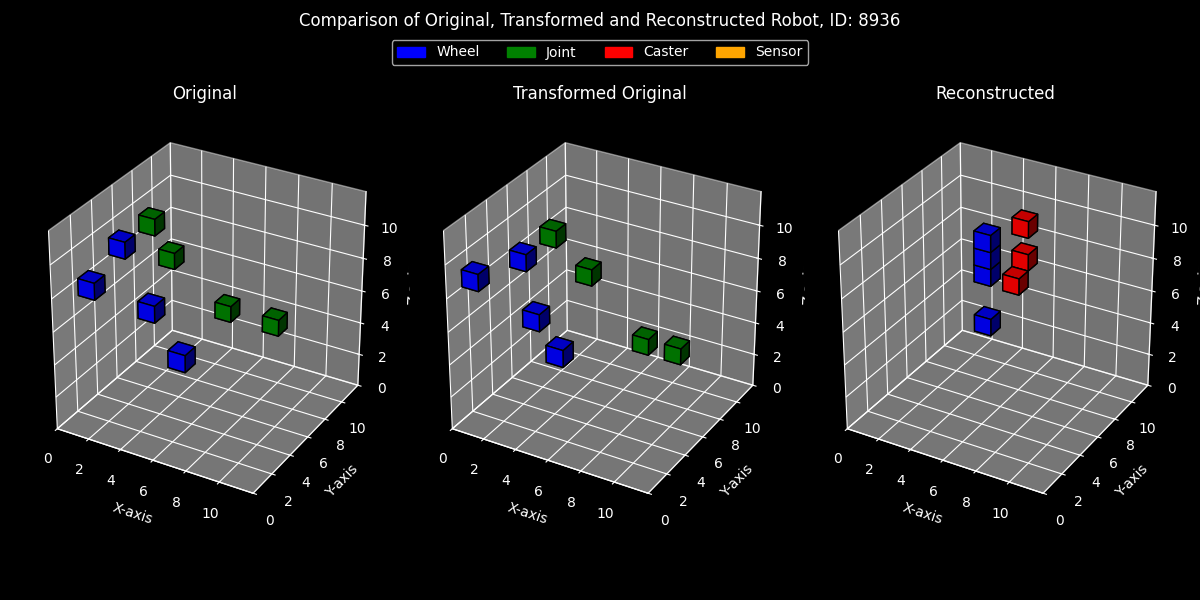 Comparison of Original, Transformed and Reconstructed Robot, ID: 8936
Wheel Joint Caster Sensor
Original Transformed Original Reconstructed
10 10 10
8 8 8
6 6 6
4 4 4
2 2 2
0 0 0
0 2 4 6 8 10 0 2 4 6 8 10 0 2 4 6 8 10
0 2 4 6 8 10 0 2 4 6 8 10 0 2 4 6 8 10
X-axis Y-axis X-axis Y-axis X-axis Y-axis